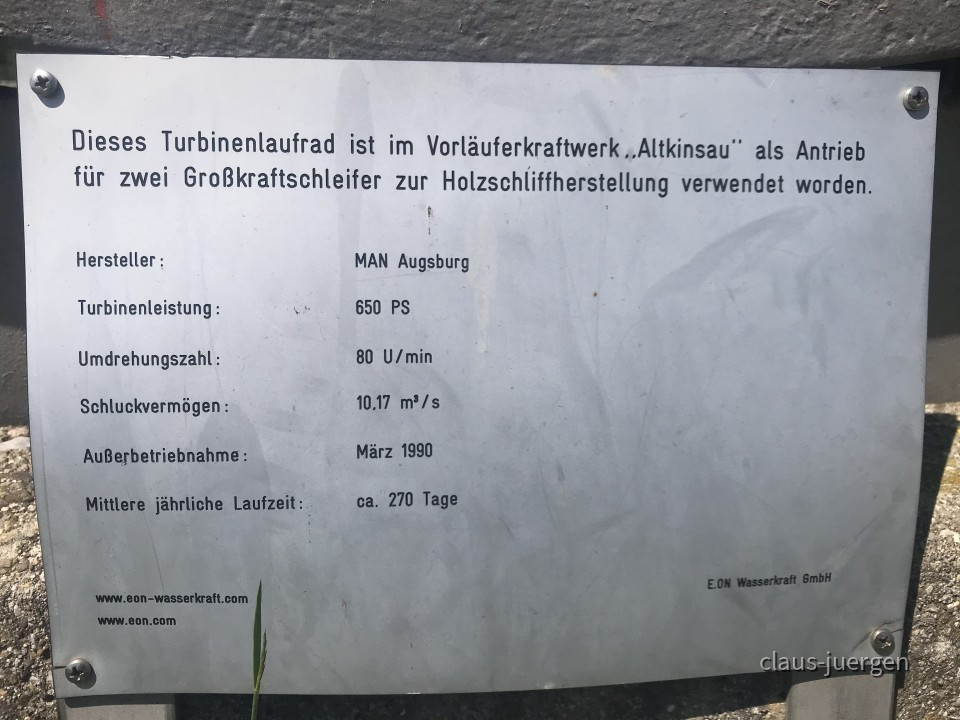 Dieses Turbinenlaufrad ist im Vorläuferkraftwerk „Altkinsau" als Antrieb
für zwei Großkraftschleifer zur Holzschliffherstellung verwendet worden.
Hersteller: MAN Augsburg
Turbinenleistung: 650 PS
Umdrehungszahl: 80 U/min
Schluckvermögen: 10,17 m³/s
Außerbetriebnahme: März 1990
Mittlere jährliche Laufzeit: ca. 270 Tage
E.ON Wasserkraft GmbH
www.eon-wasserkraft.com
www.eon.com
claus-juergen